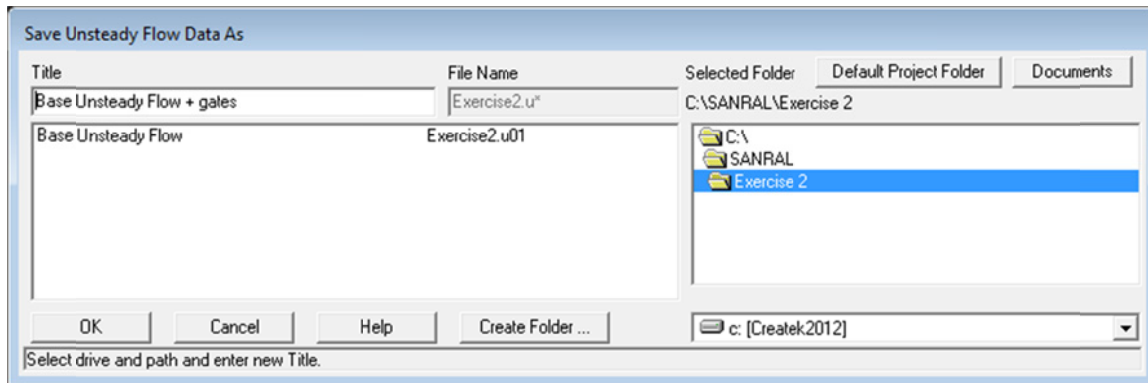 Save Unsteady Flow Data As
Title File Name Selected Folder Default Project Folder Documents
Base Unsteady Flow + gates Exercise2.u* C:\SANRAL\Exercise 2
Base Unsteady Flow Exercise2.u01 C:\
SANRAL
Exercise 2
OK Cancel Help Create Folder ... c: [Createk2012]
Select drive and path and enter new Title.